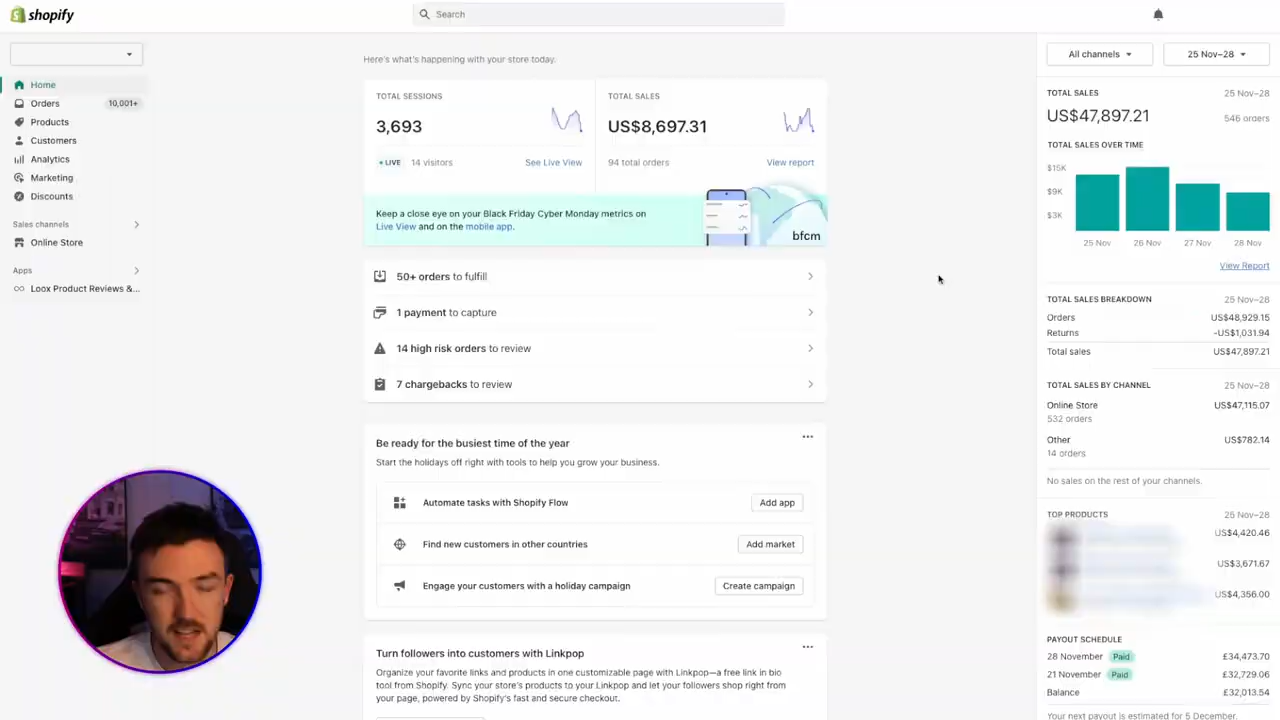 shopify
Search
All channels
25 Nov–28
Home
Orders 10,001+
Products
Customers
Analytics
Marketing
Discounts
Sales channels
Online Store
Apps
Loox Product Reviews &...
Here's what's happening with your store today.
TOTAL SESSIONS
3,693
LIVE 14 visitors See Live View
TOTAL SALES
US$8,697.31
94 total orders View report
Keep a close eye on your Black Friday Cyber Monday metrics on
Live View and on the mobile app.
bfcm
50+ orders to fulfill
1 payment to capture
14 high risk orders to review
7 chargebacks to review
Be ready for the busiest time of the year
Start the holidays off right with tools to help you grow your business.
Automate tasks with Shopify Flow Add app
Find new customers in other countries Add market
Engage your customers with a holiday campaign Create campaign
Turn followers into customers with Linkpop
Organize your favorite links and products in one customizable page with Linkpop—a free link in bio
tool from Shopify. Sync your store's products to your Linkpop and let your followers shop right from
your page, powered by Shopify's fast and secure checkout.
TOTAL SALES 25 Nov–28
US$47,897.21 546 orders
TOTAL SALES OVER TIME
$15K
$9K
$3K
25 Nov 26 Nov 27 Nov 28 Nov
View Report
TOTAL SALES BREAKDOWN 25 Nov–28
Orders US$48,929.15
Returns -US$1,031.94
Total sales US$47,897.21
TOTAL SALES BY CHANNEL 25 Nov–28
Online Store US$47,115.07
532 orders
Other US$782.14
14 orders
No sales on the rest of your channels.
TOP PRODUCTS 25 Nov–28
US$4,420.46
US$3,671.67
US$4,356.00
PAYOUT SCHEDULE
28 November Paid £34,473.70
21 November Paid £32,729.06
Balance £32,013.54
Your next payout is estimated for 5 December.